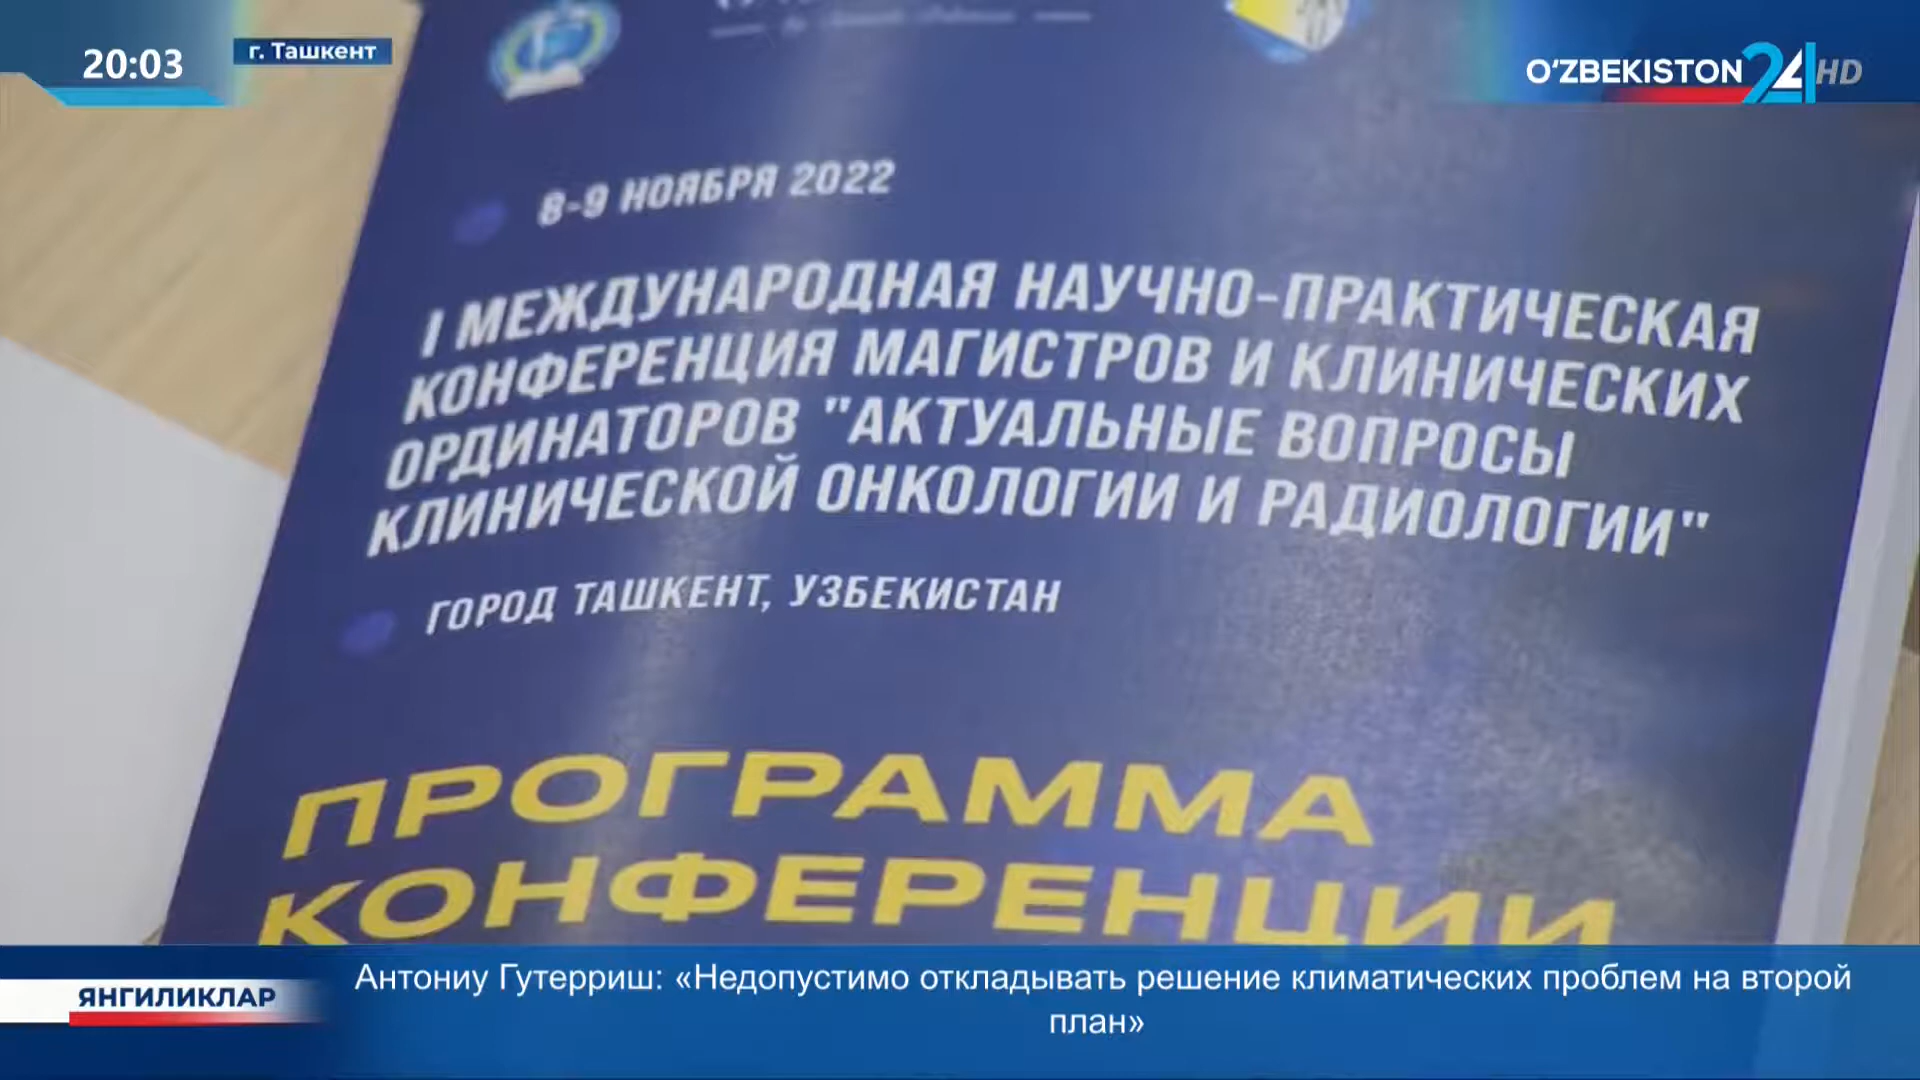 20:03
г. Ташкент
O'ZBEKISTON 24 HD
8-9 НОЯБРЯ 2022
I МЕЖДУНАРОДНАЯ НАУЧНО-ПРАКТИЧЕСКАЯ
КОНФЕРЕНЦИЯ МАГИСТРОВ И КЛИНИЧЕСКИХ
ОРДИНАТОРОВ "АКТУАЛЬНЫЕ ВОПРОСЫ
КЛИНИЧЕСКОЙ ОНКОЛОГИИ И РАДИОЛОГИИ"
ГОРОД ТАШКЕНТ, УЗБЕКИСТАН
ПРОГРАММА
КОНФЕРЕНЦИИ
ЯНГИЛИКЛАР
Антониу Гутерриш: «Недопустимо откладывать решение климатических проблем на второй
план»